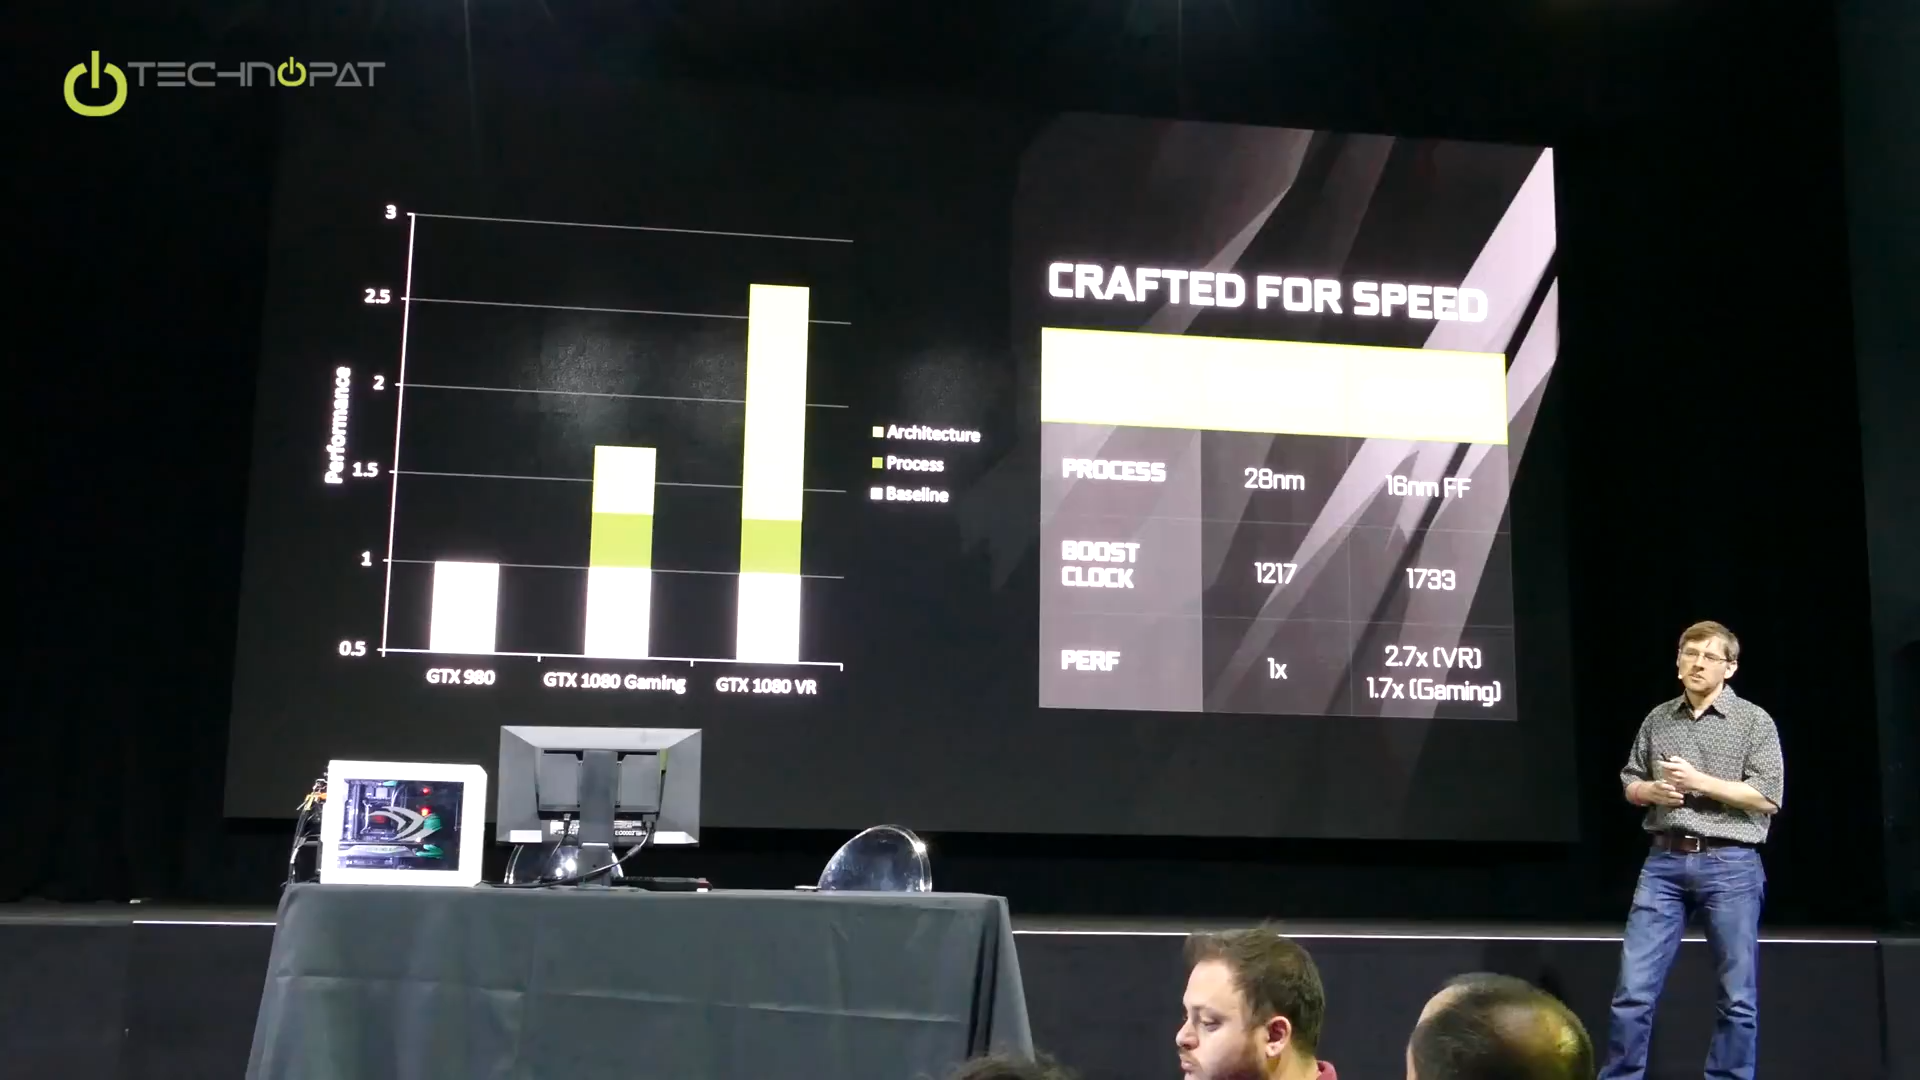 TECHNOPAT
3
2.5
2
1.5
1
0.5
Performance
GTX 980
GTX 1080 Gaming
GTX 1080 VR
Architecture
Process
Baseline
CRAFTED FOR SPEED
PROCESS 28nm 16nm FF
BOOST
CLOCK 1217 1733
PERF 1x 2.7x (VR)
1.7x (Gaming)